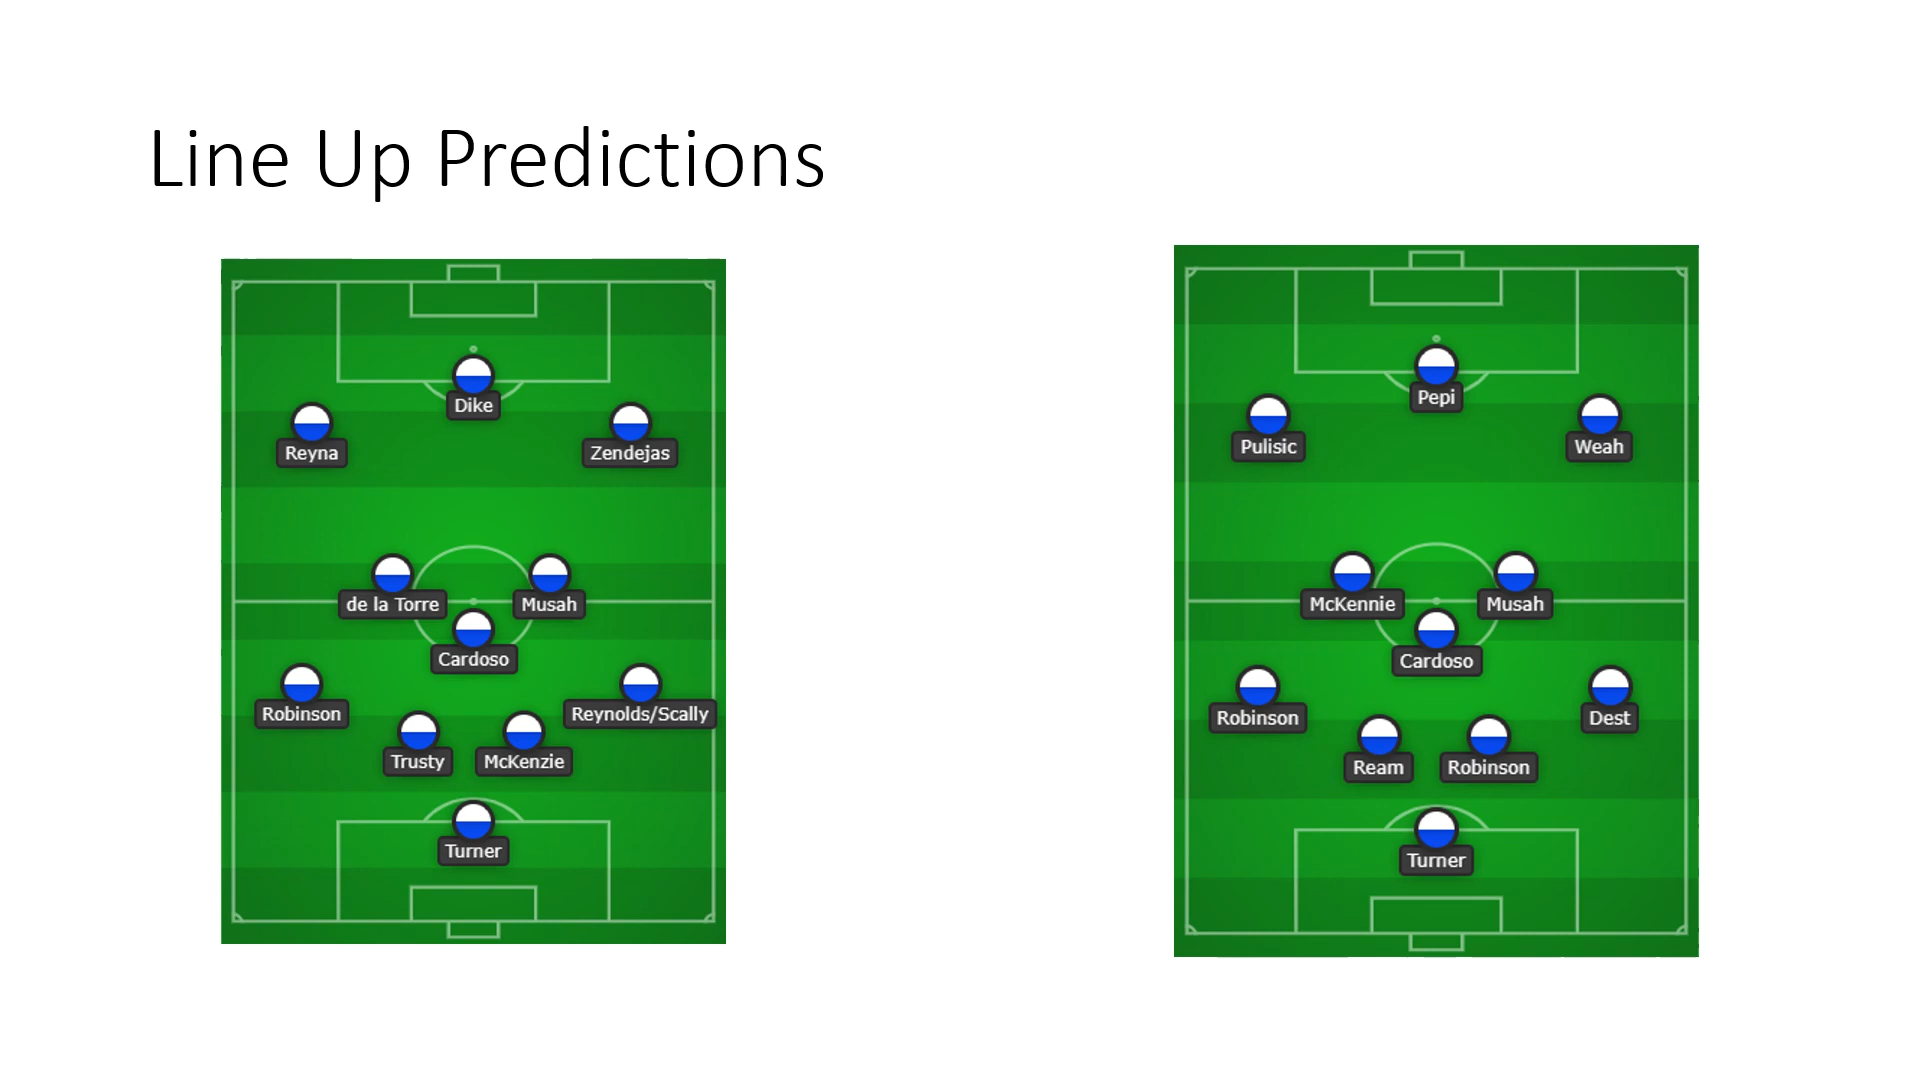 Line Up Predictions
Dike
Reyna
Zendejas
de la Torre
Musah
Cardoso
Robinson
Reynolds/Scally
Trusty
McKenzie
Turner
Pepi
Pulisic
Weah
McKennie
Musah
Cardoso
Robinson
Dest
Ream
Robinson
Turner